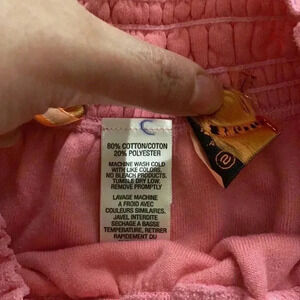 C
60% COTTON/COTON
20% POLYESTER
MACHINE WASH COLD
WITH LIKE COLORS.
NO BLEACH PRODUCTS.
TUMBLE DRY LOW.
REMOVE PROMPTLY
LAVAGE MACHINE
A FROID AVEC
COULEURS SIMILAIRES.
JAVEL INTERDITE
SECHAGE A BASSE
TEMPERATURE, RETIRER
RAPIDEMENT DU